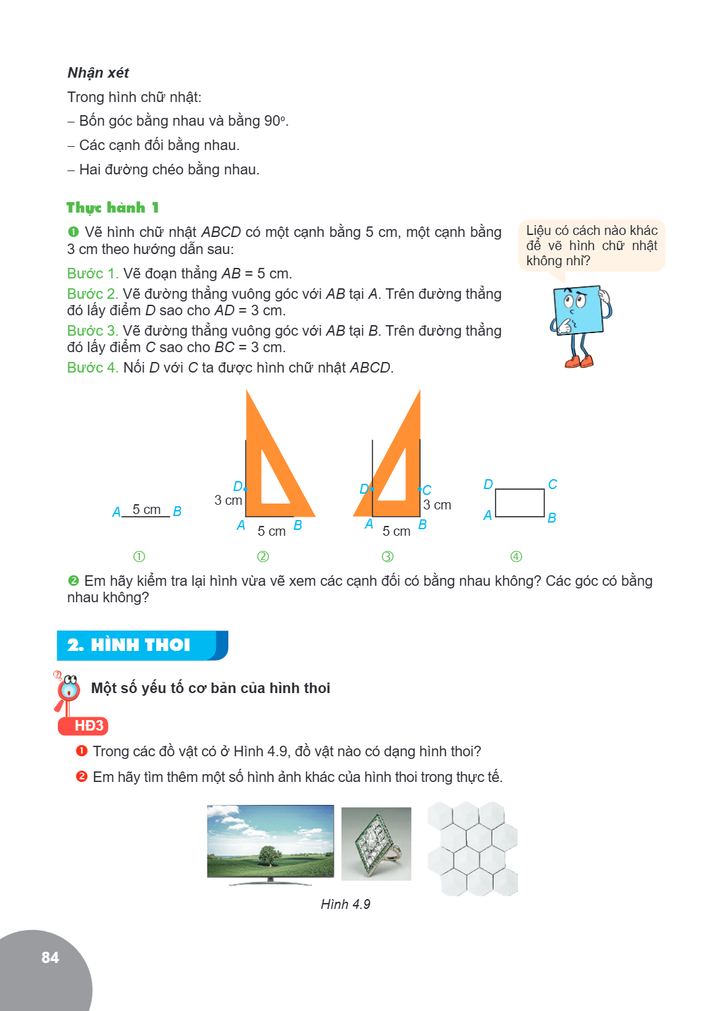 Nhận xét
Trong hình chữ nhật:
– Bốn góc bằng nhau và bằng 90º.
– Các cạnh đối bằng nhau.
– Hai đường chéo bằng nhau.
Thực hành 1
❶ Vẽ hình chữ nhật ABCD có một cạnh bằng 5 cm, một cạnh bằng
3 cm theo hướng dẫn sau:
Bước 1. Vẽ đoạn thẳng AB = 5 cm.
Bước 2. Vẽ đường thẳng vuông góc với AB tại A. Trên đường thẳng
đó lấy điểm D sao cho AD = 3 cm.
Bước 3. Vẽ đường thẳng vuông góc với AB tại B. Trên đường thẳng
đó lấy điểm C sao cho BC = 3 cm.
Bước 4. Nối D với C ta được hình chữ nhật ABCD.
Liệu có cách nào khác
để vẽ hình chữ nhật
không nhỉ?
A 5 cm B
①
D
3 cm
A B
5 cm
②
D C
3 cm
A B
5 cm
③
D C
A B
④
❷ Em hãy kiểm tra lại hình vừa vẽ xem các cạnh đối có bằng nhau không? Các góc có bằng
nhau không?
2. HÌNH THOI
?
Một số yếu tố cơ bản của hình thoi
HĐ3
❶ Trong các đồ vật có ở Hình 4.9, đồ vật nào có dạng hình thoi?
❷ Em hãy tìm thêm một số hình ảnh khác của hình thoi trong thực tế.
Hình 4.9
84